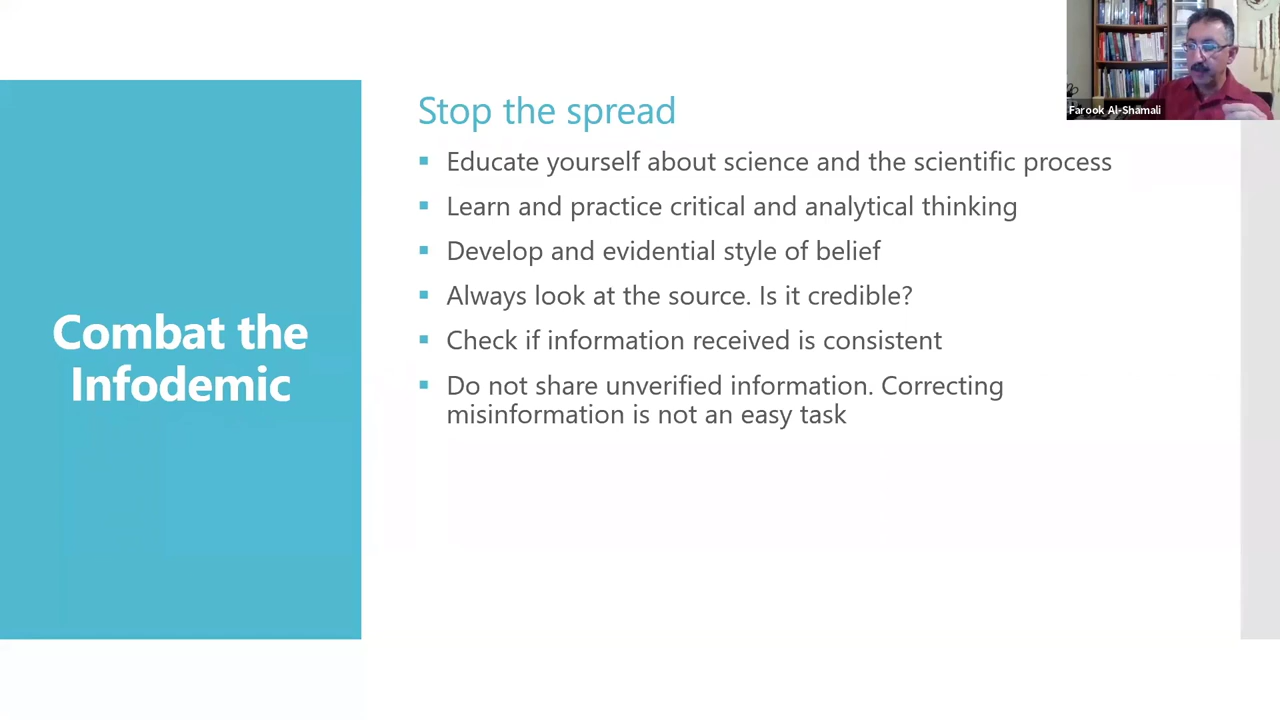 Combat the
Infodemic
Stop the spread
▪ Educate yourself about science and the scientific process
▪ Learn and practice critical and analytical thinking
▪ Develop and evidential style of belief
▪ Always look at the source. Is it credible?
▪ Check if information received is consistent
▪ Do not share unverified information. Correcting
misinformation is not an easy task
Farook Al-Shamali